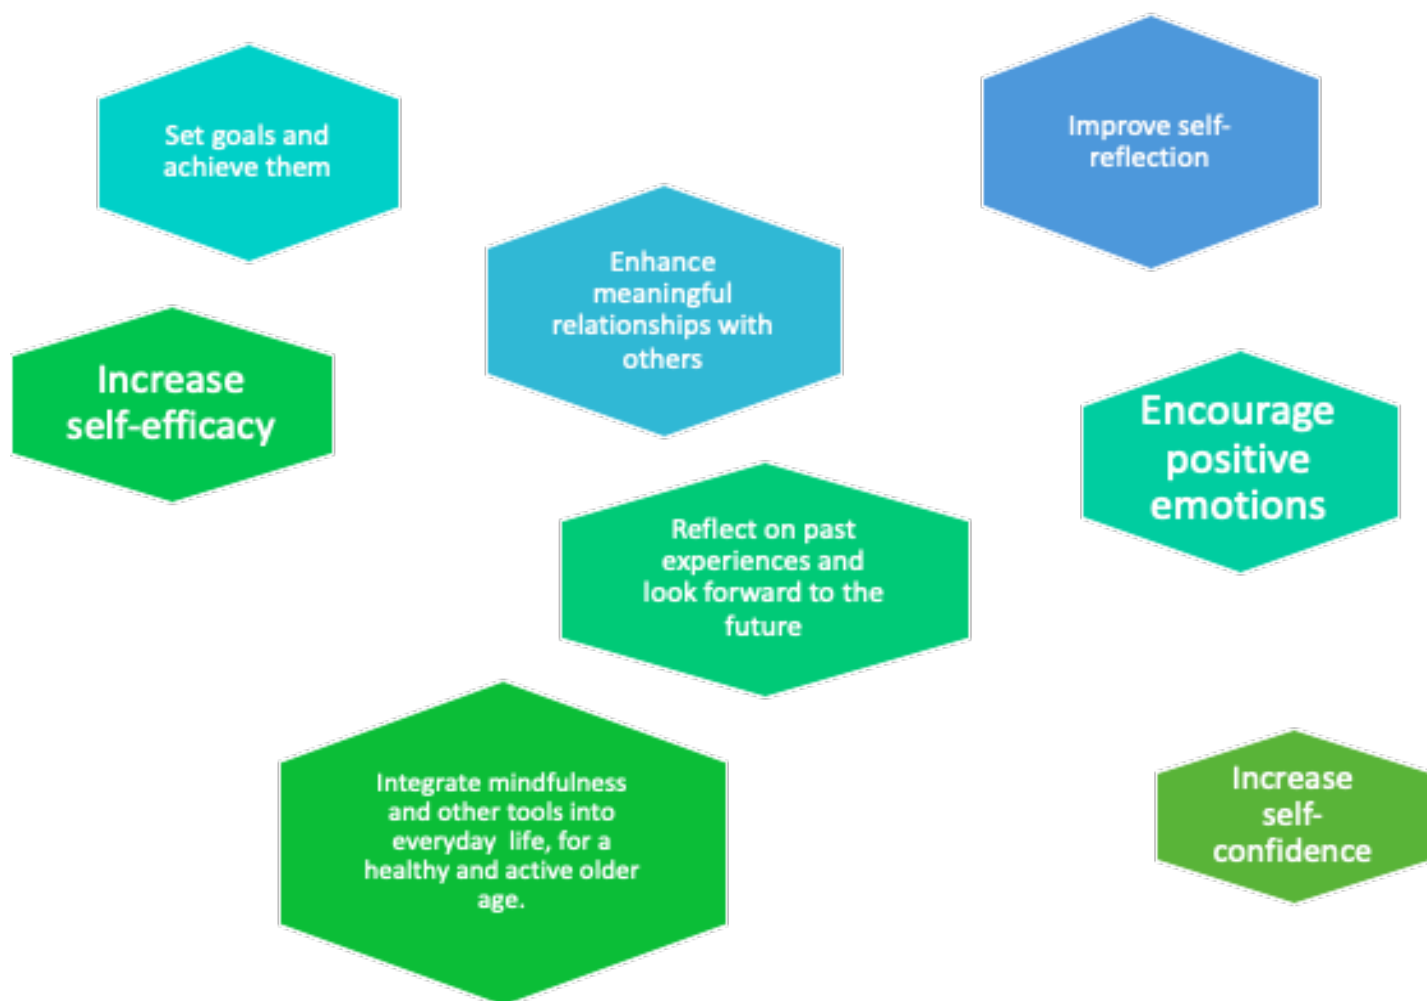 Set goals and
achieve them
Improve self-
reflection
Enhance
meaningful
relationships with
others
Increase
self-efficacy
Encourage
positive
emotions
Reflect on past
experiences and
look forward to the
future
Integrate mindfulness
and other tools into
everyday  life, for a
healthy and active older
age.
Increase
self-
confidence